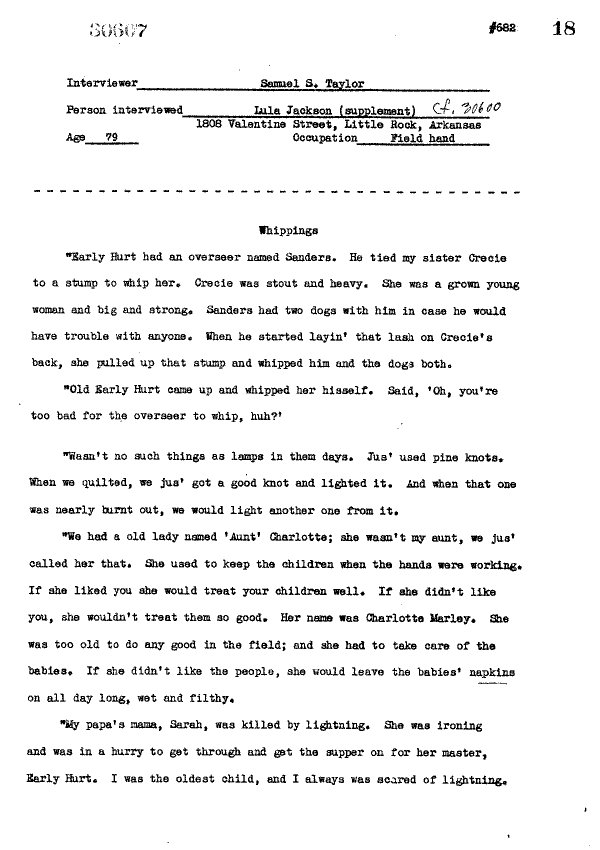 30607 #682 18
Interviewer Samuel S. Taylor
Person interviewed Lula Jackson (supplement) Cf. 30600
1808 Valentine Street, Little Rock, Arkansas
Age 79 Occupation Field hand
Whippings
"Early Hurt had an overseer named Sanders. He tied my sister Crecie
to a stump to whip her. Crecie was stout and heavy. She was a grown young
woman and big and strong. Sanders had two dogs with him in case he would
have trouble with anyone. When he started layin' that lash on Crecie's
back, she pulled up that stump and whipped him and the dogs both.
"Old Early Hurt came up and whipped her hisself. Said, 'Oh, you're
too bad for the overseer to whip, huh?'
"Wasn't no such things as lamps in them days. Jus' used pine knots.
When we quilted, we jus' got a good knot and lighted it. And when that one
was nearly burnt out, we would light another one from it.
"We had a old lady named 'Aunt' Charlotte; she wasn't my aunt, we jus'
called her that. She used to keep the children when the hands were working.
If she liked you she would treat your children well. If she didn't like
you, she wouldn't treat them so good. Her name was Charlotte Marley. She
was too old to do any good in the field; and she had to take care of the
babies. If she didn't like the people, she would leave the babies' napkins
on all day long, wet and filthy.
"My papa's mama, Sarah, was killed by lightning. She was ironing
and was in a hurry to get through and get the supper on for her master,
Early Hurt. I was the oldest child, and I always was scared of lightning.